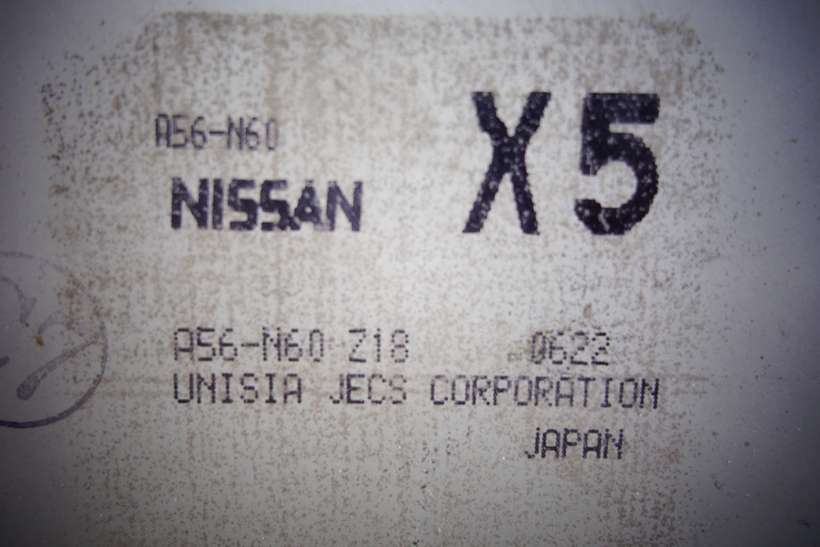 A56-N60
NISSAN
X5
A56-N60 Z18 0622
UNISIA JECS CORPORATION
JAPAN